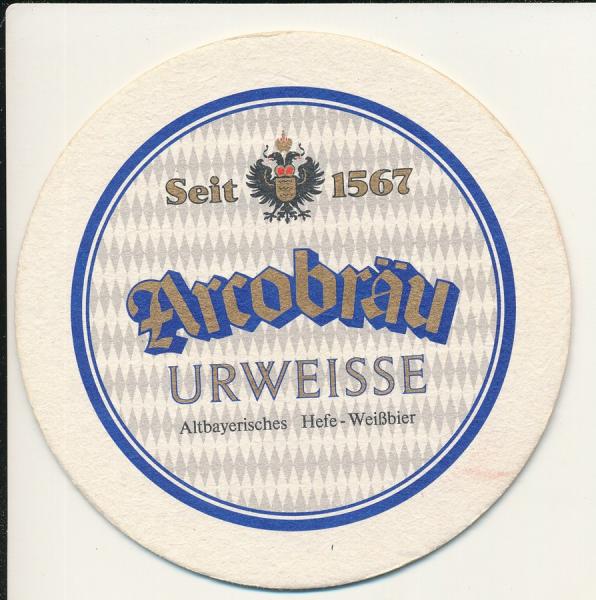 Seit 1567
Arcobräu
URWEISSE
Altbayerisches Hefe-Weißbier